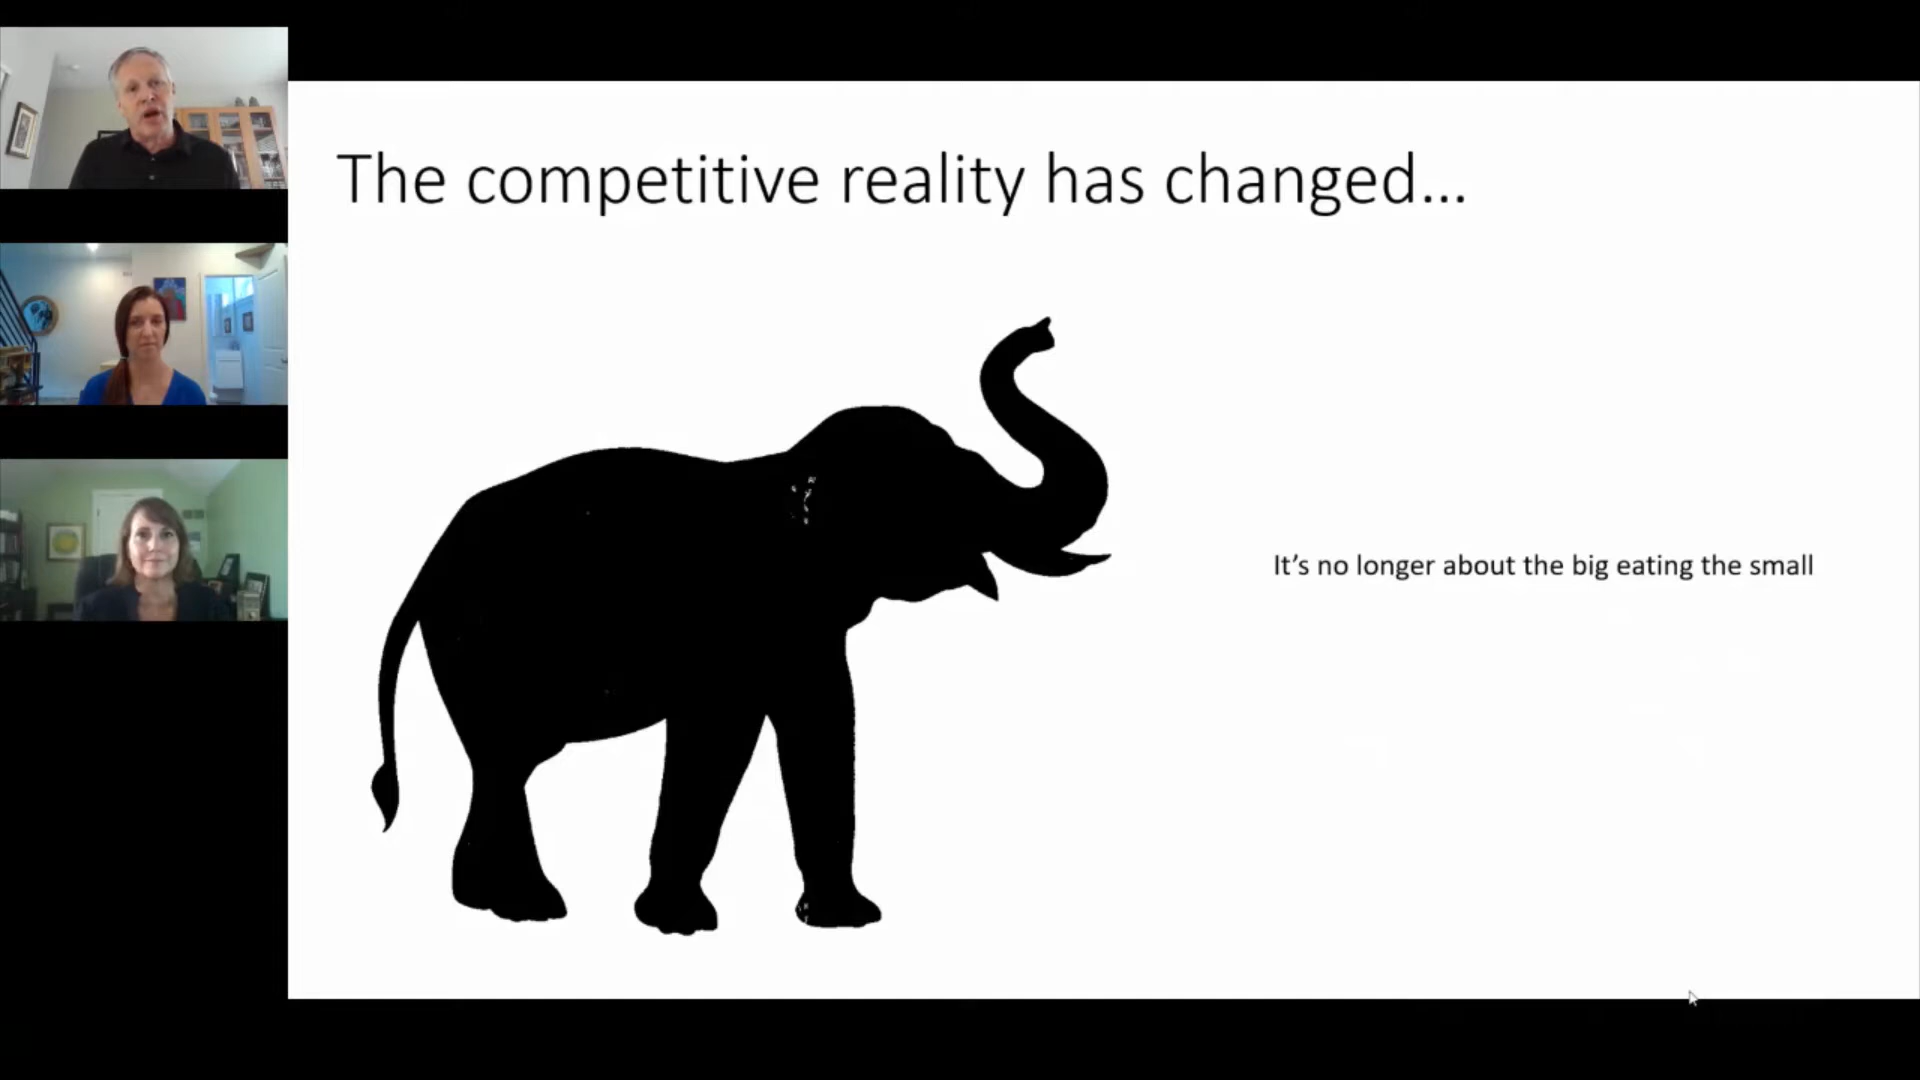 The competitive reality has changed...
It's no longer about the big eating the small